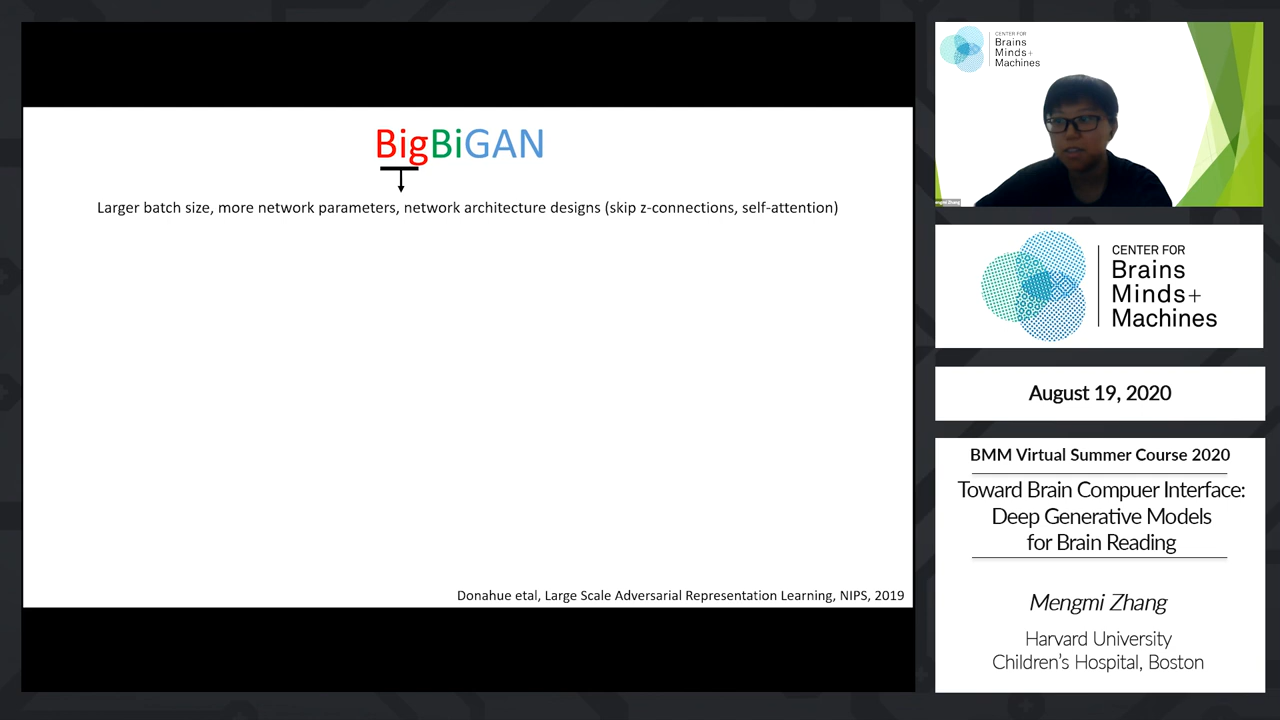 BigBiGAN
Larger batch size, more network parameters, network architecture designs (skip z-connections, self-attention)
Donahue etal, Large Scale Adversarial Representation Learning, NIPS, 2019
CENTER FOR
Brains
Minds+
Machines
Mengmi Zhang
CENTER FOR
Brains
Minds+
Machines
August 19, 2020
BMM Virtual Summer Course 2020
Toward Brain Compuer Interface:
Deep Generative Models
for Brain Reading
Mengmi Zhang
Harvard University
Children's Hospital, Boston